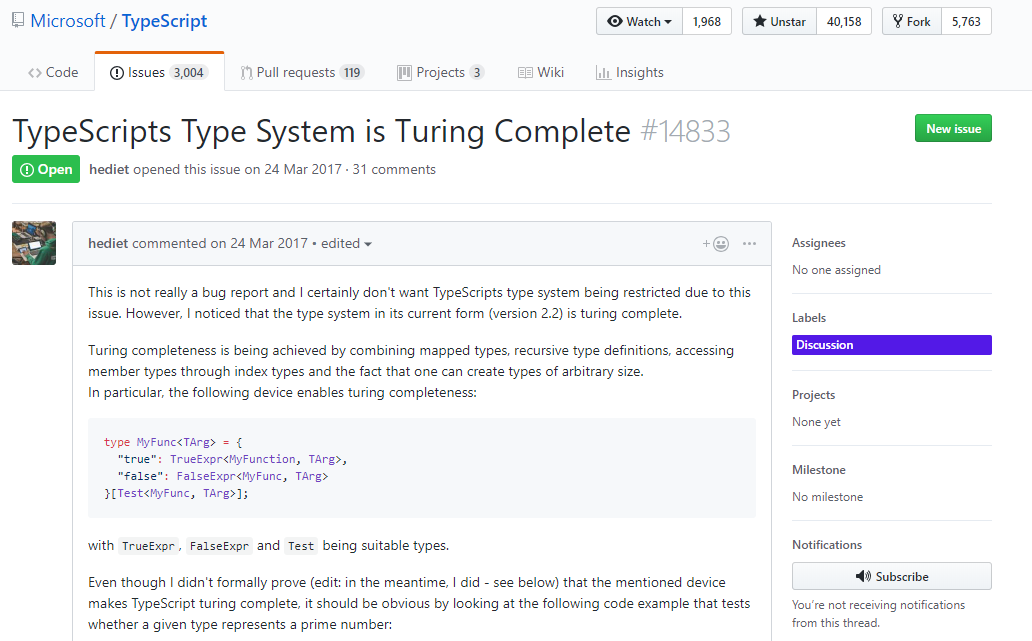 Microsoft / TypeScript
Watch 1,968 Unstar 40,158 Fork 5,763
Code Issues 3,004 Pull requests 119 Projects 3 Wiki Insights
TypeScripts Type System is Turing Complete #14833
New issue
Open hediet opened this issue on 24 Mar 2017 · 31 comments
hediet commented on 24 Mar 2017 • edited
This is not really a bug report and I certainly don't want TypeScripts type system being restricted due to this
issue. However, I noticed that the type system in its current form (version 2.2) is turing complete.
Turing completeness is being achieved by combining mapped types, recursive type definitions, accessing
member types through index types and the fact that one can create types of arbitrary size.
In particular, the following device enables turing completeness:
type MyFunc<TArg> = {
  "true": TrueExpr<MyFunction, TArg>,
  "false": FalseExpr<MyFunc, TArg>
}[Test<MyFunc, TArg>];
with TrueExpr, FalseExpr and Test being suitable types.
Even though I didn't formally prove (edit: in the meantime, I did - see below) that the mentioned device
makes TypeScript turing complete, it should be obvious by looking at the following code example that tests
whether a given type represents a prime number:
Assignees
No one assigned
Labels
Discussion
Projects
None yet
Milestone
No milestone
Notifications
Subscribe
You're not receiving notifications
from this thread.